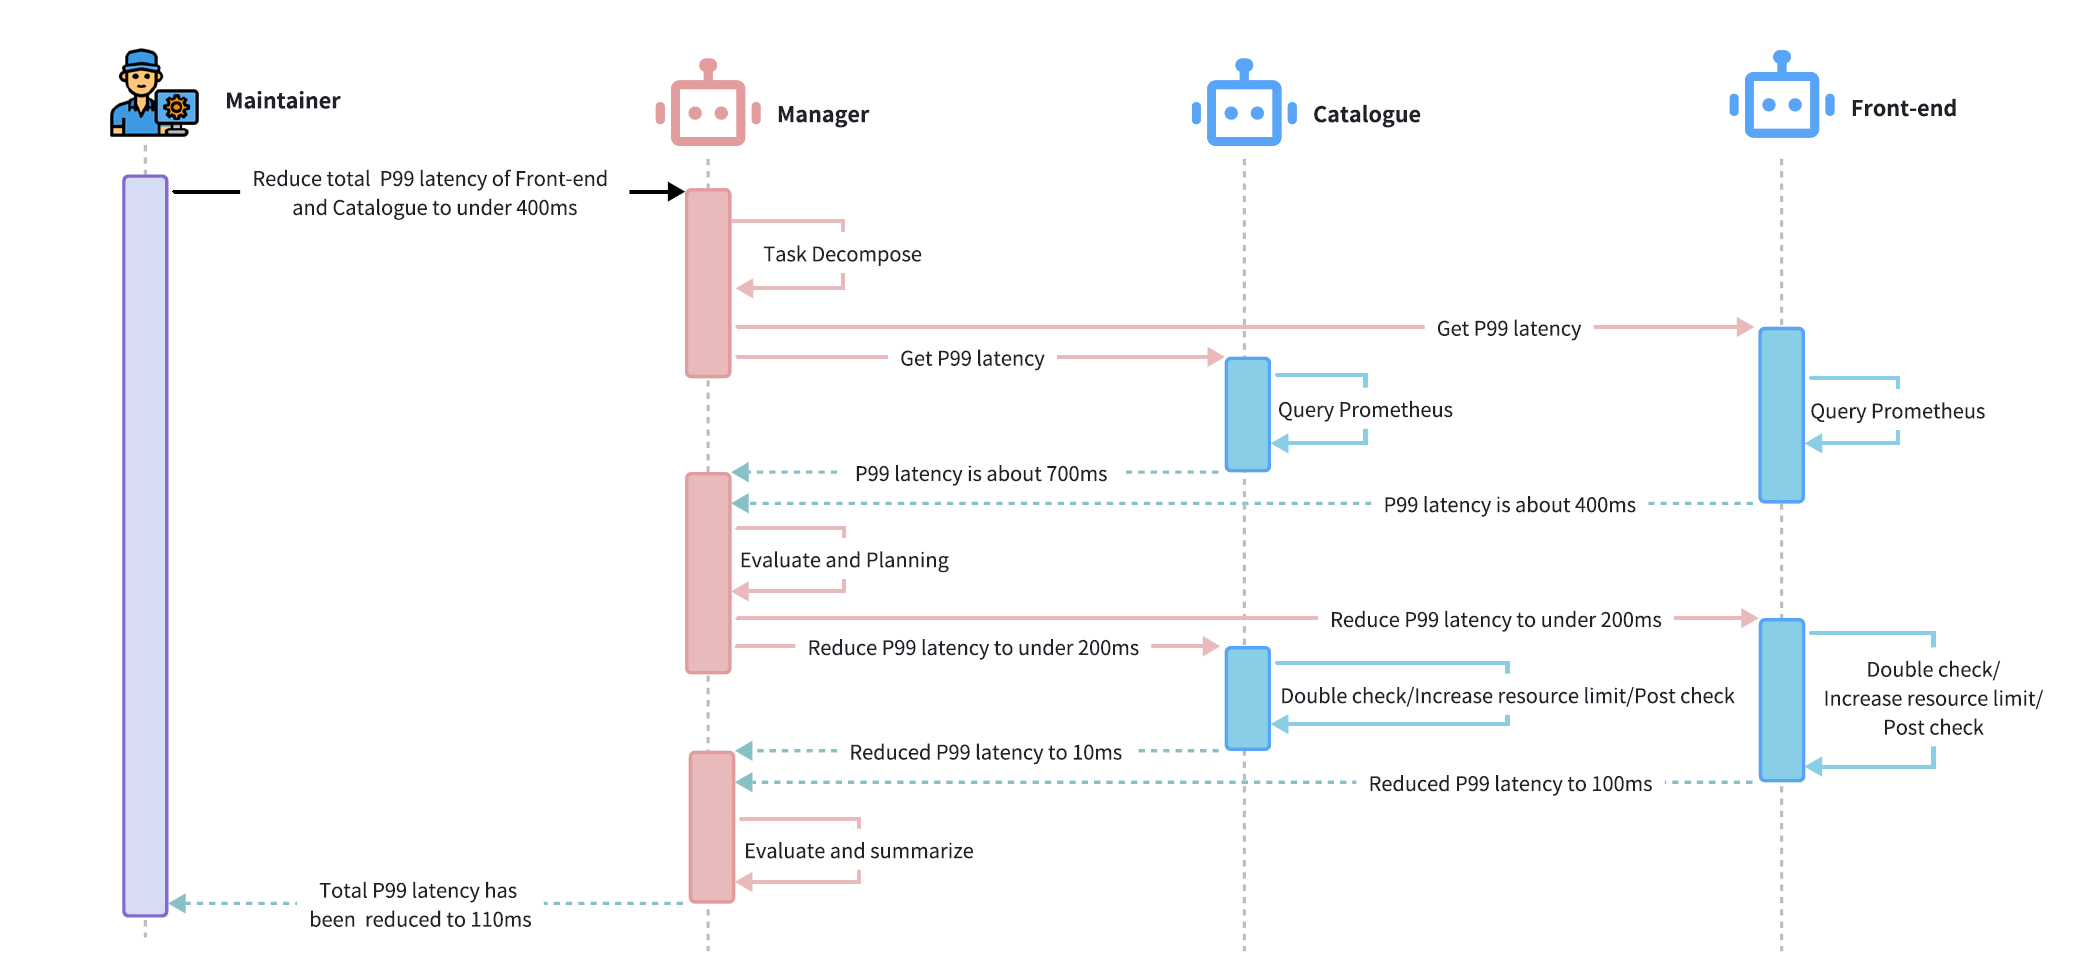 Maintainer
Manager
Catalogue
Front-end
Reduce total P99 latency of Front-end
and Catalogue to under 400ms
Task Decompose
Get P99 latency
Get P99 latency
Query Prometheus
Query Prometheus
P99 latency is about 700ms
P99 latency is about 400ms
Evaluate and Planning
Reduce P99 latency to under 200ms
Reduce P99 latency to under 200ms
Double check/Increase resource limit/Post check
Double check/
Increase resource limit/
Post check
Reduced P99 latency to 10ms
Reduced P99 latency to 100ms
Evaluate and summarize
Total P99 latency has
been reduced to 110ms